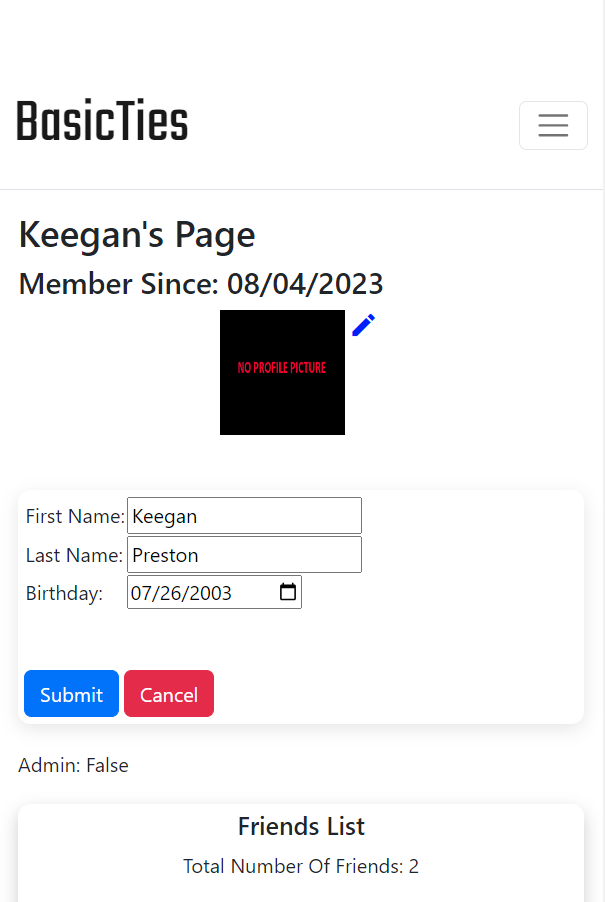 BasicTies
Keegan's Page
Member Since: 08/04/2023
NO PROFILE PICTURE
First Name: Keegan
Last Name: Preston
Birthday: 07/26/2003
Submit Cancel
Admin: False
Friends List
Total Number Of Friends: 2